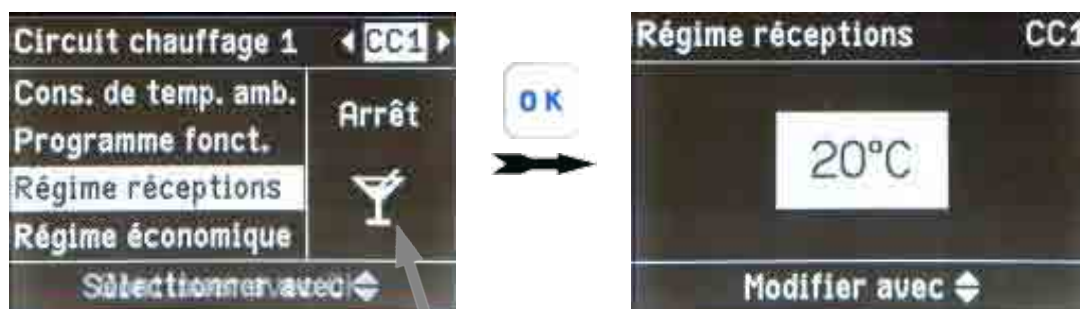 Circuit chauffage 1 CC1
Cons. de temp. amb.
Programme fonct.
Régime réceptions
Régime économique
Arrêt
OK
Régime réceptions CC1
20°C
Modifier avec